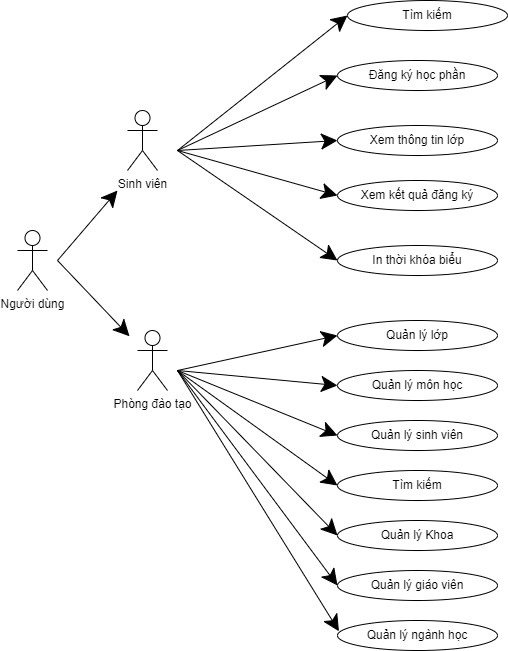 Tìm kiếm
Đăng ký học phần
Xem thông tin lớp
Sinh viên
Xem kết quả đăng ký
In thời khóa biểu
Người dùng
Quản lý lớp
Quản lý môn học
Phòng đảo tạo
Quản lý sinh viên
Tìm kiếm
Quản lý Khoa
Quản lý giáo viên
Quản lý ngành học